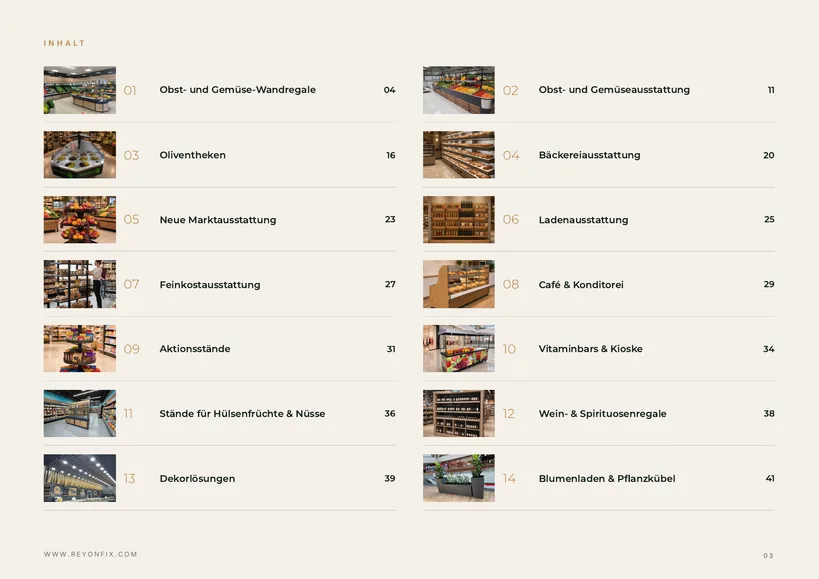 INHALT
01 Obst- und Gemüse-Wandregale 04
02 Obst- und Gemüseausstattung 11
03 Oliventheken 16
04 Bäckereiausstattung 20
05 Neue Marktausstattung 23
06 Ladenausstattung 25
07 Feinkostausstattung 27
08 Café & Konditorei 29
09 Aktionsstände 31
10 Vitaminbars & Kioske 34
11 Stände für Hülsenfrüchte & Nüsse 36
12 Wein- & Spirituosenregale 38
13 Dekorlösungen 39
14 Blumenladen & Pflanzkübel 41
WWW.REYONFIX.COM
03